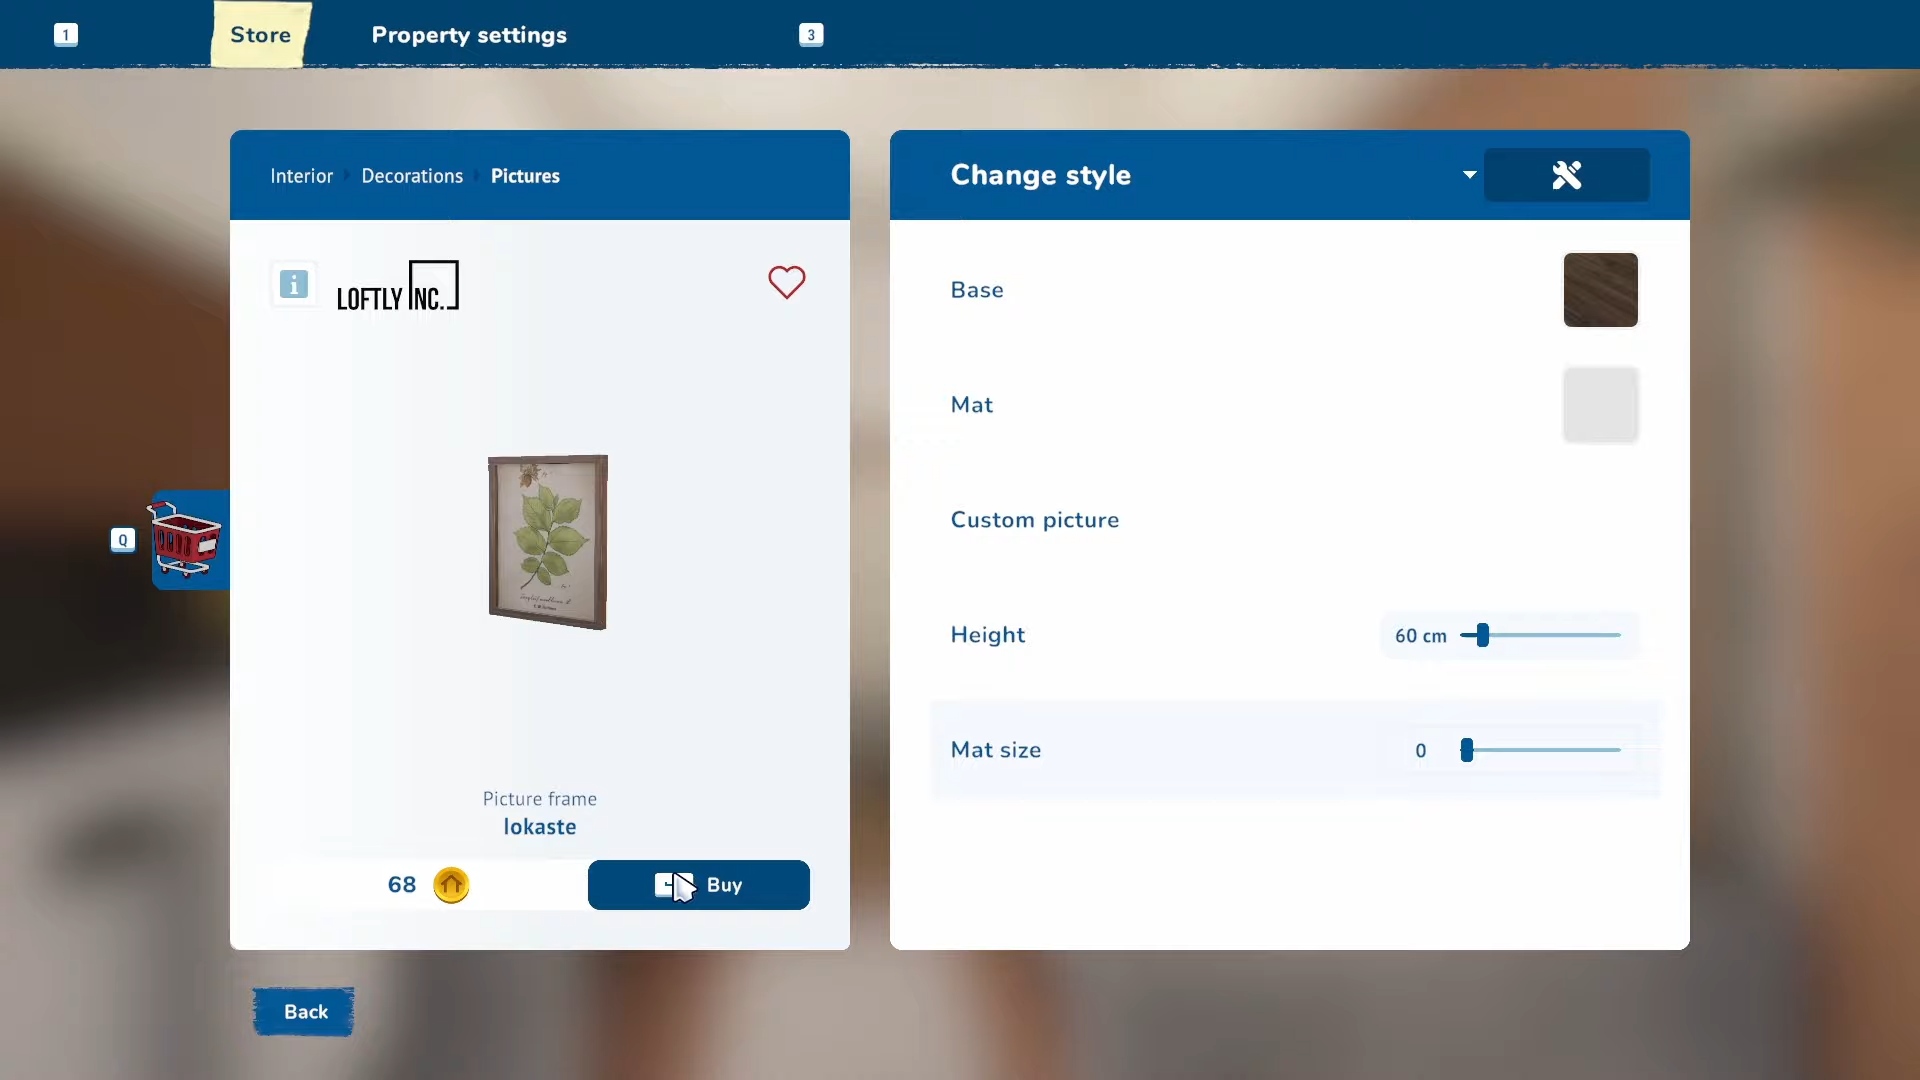 1
Store
Property settings
3
Interior
Decorations
Pictures
Change style
i
LOFTLY INC.
Base
Mat
Custom picture
Q
Height
60 cm
Mat size
0
Picture frame
Iokaste
68
Buy
Back